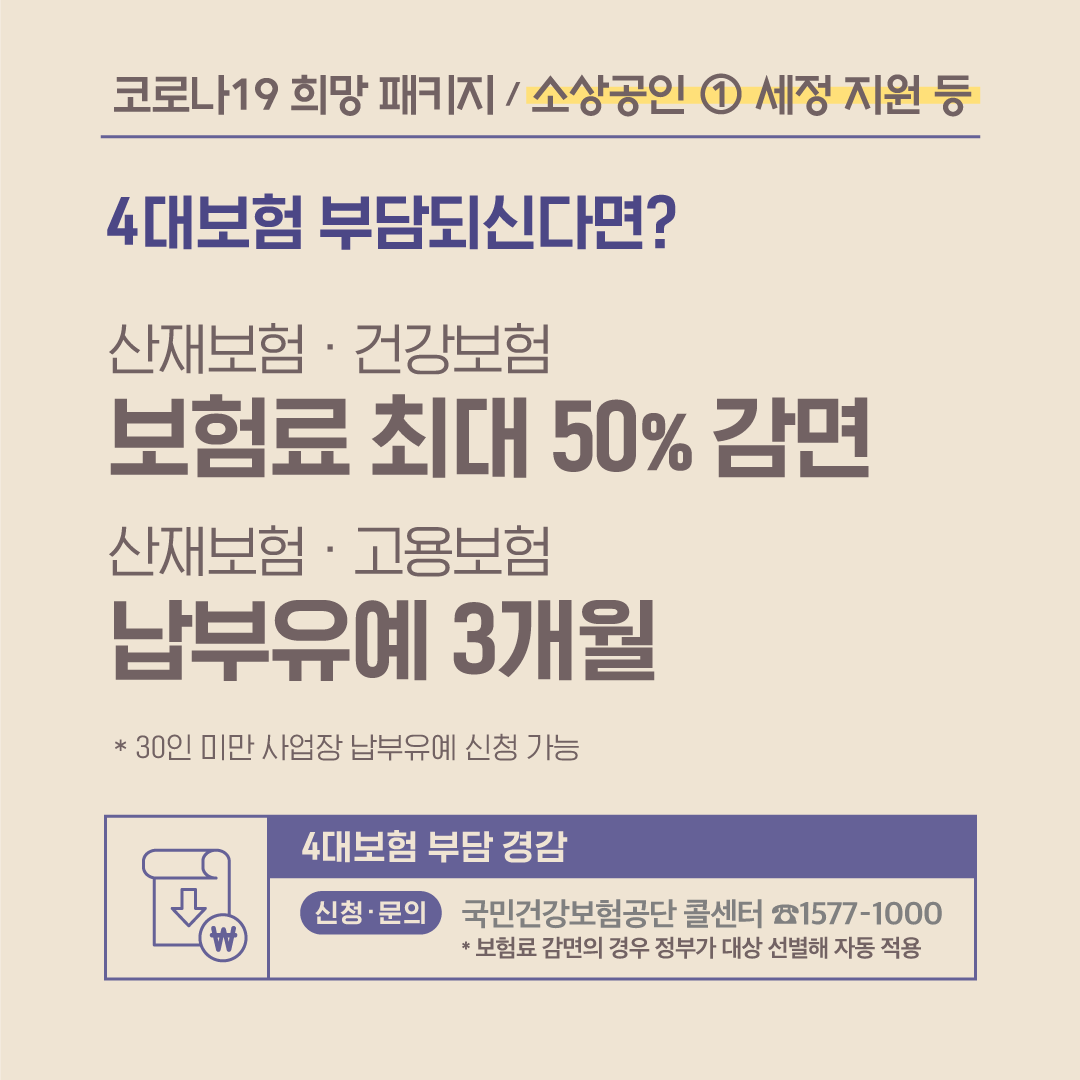 코로나19 희망 패키지 / 소상공인 ① 세정 지원 등
4대보험 부담되신다면?
산재보험 · 건강보험
보험료 최대 50% 감면
산재보험 · 고용보험
납부유예 3개월
* 30인 미만 사업장 납부유예 신청 가능
4대보험 부담 경감
₩
신청·문의 국민건강보험공단 콜센터 ☎1577-1000
* 보험료 감면의 경우 정부가 대상 선별해 자동 적용